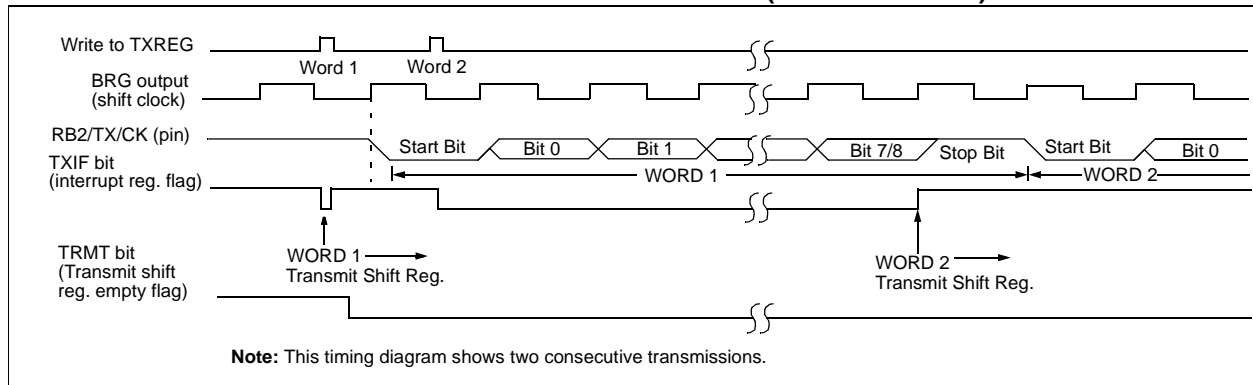 Write to TXREG
Word 1
Word 2
BRG output
(shift clock)
RB2/TX/CK (pin)
Start Bit
Bit 0
Bit 1
Bit 7/8
Stop Bit
Start Bit
Bit 0
TXIF bit
(interrupt reg. flag)
WORD 1
WORD 2
WORD 1
Transmit Shift Reg.
WORD 2
Transmit Shift Reg.
TRMT bit
(Transmit shift
reg. empty flag)
Note: This timing diagram shows two consecutive transmissions.